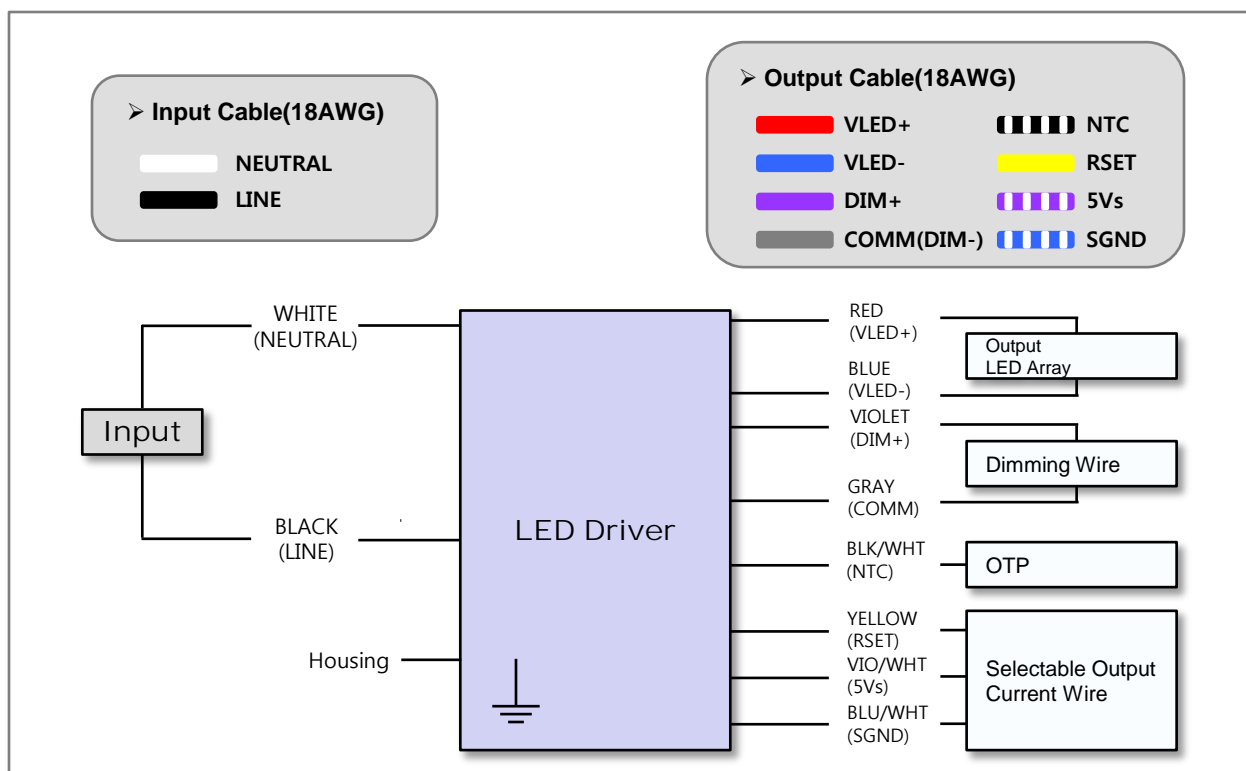 ➢ Input Cable(18AWG)
NEUTRAL
LINE
➢ Output Cable(18AWG)
VLED+
VLED-
DIM+
COMM(DIM-)
NTC
RSET
5Vs
SGND
WHITE
(NEUTRAL)
Input
BLACK
(LINE)
Housing
LED Driver
RED
(VLED+)
BLUE
(VLED-)
VIOLET
(DIM+)
GRAY
(COMM)
BLK/WHT
(NTC)
YELLOW
(RSET)
VIO/WHT
(5Vs)
BLU/WHT
(SGND)
Output
LED Array
Dimming Wire
OTP
Selectable Output
Current Wire